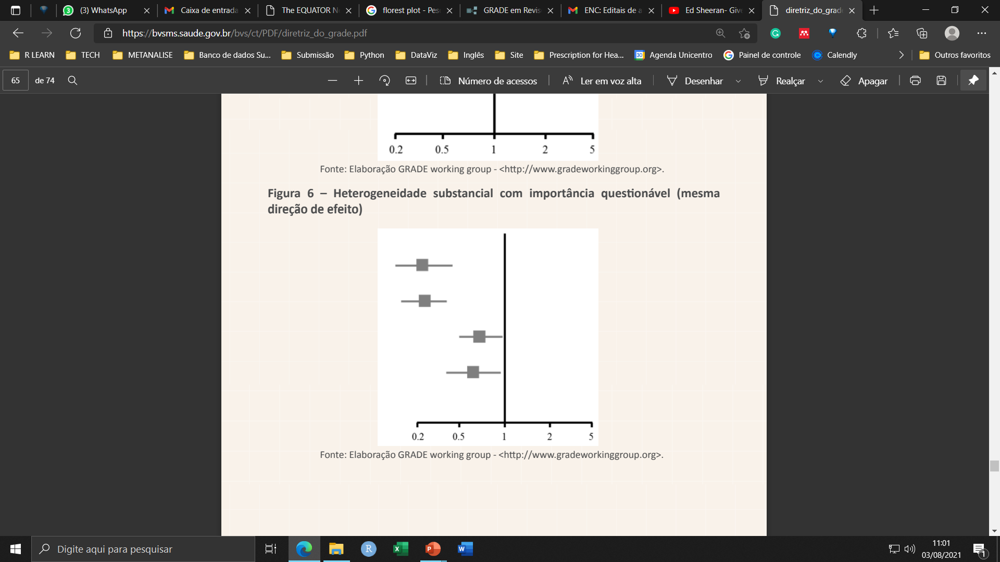 (3) WhatsApp
Caixa de entrada
The EQUATOR N
florest plot - Pes
GRADE em Revis
ENC: Editais de a
Ed Sheeran- Give
diretriz_do_grade
https://bvsms.saude.gov.br/bvs/ct/PDF/diretriz_do_grade.pdf
R LEARN
TECH
METANALISE
Banco de dados Su...
Submissão
Python
DataViz
Inglês
Site
Prescription for Hea...
Agenda Unicentro
Painel de controle
Calendly
Outros favoritos
65 de 74
Número de acessos
Ler em voz alta
Desenhar
Realçar
Apagar
0.2 0.5 1 2 5
Fonte: Elaboração GRADE working group - <http://www.gradeworkinggroup.org>.
Figura 6 – Heterogeneidade substancial com importância questionável (mesma
direção de efeito)
0.2 0.5 1 2 5
Fonte: Elaboração GRADE working group - <http://www.gradeworkinggroup.org>.
Digite aqui para pesquisar
11:01
03/08/2021
1